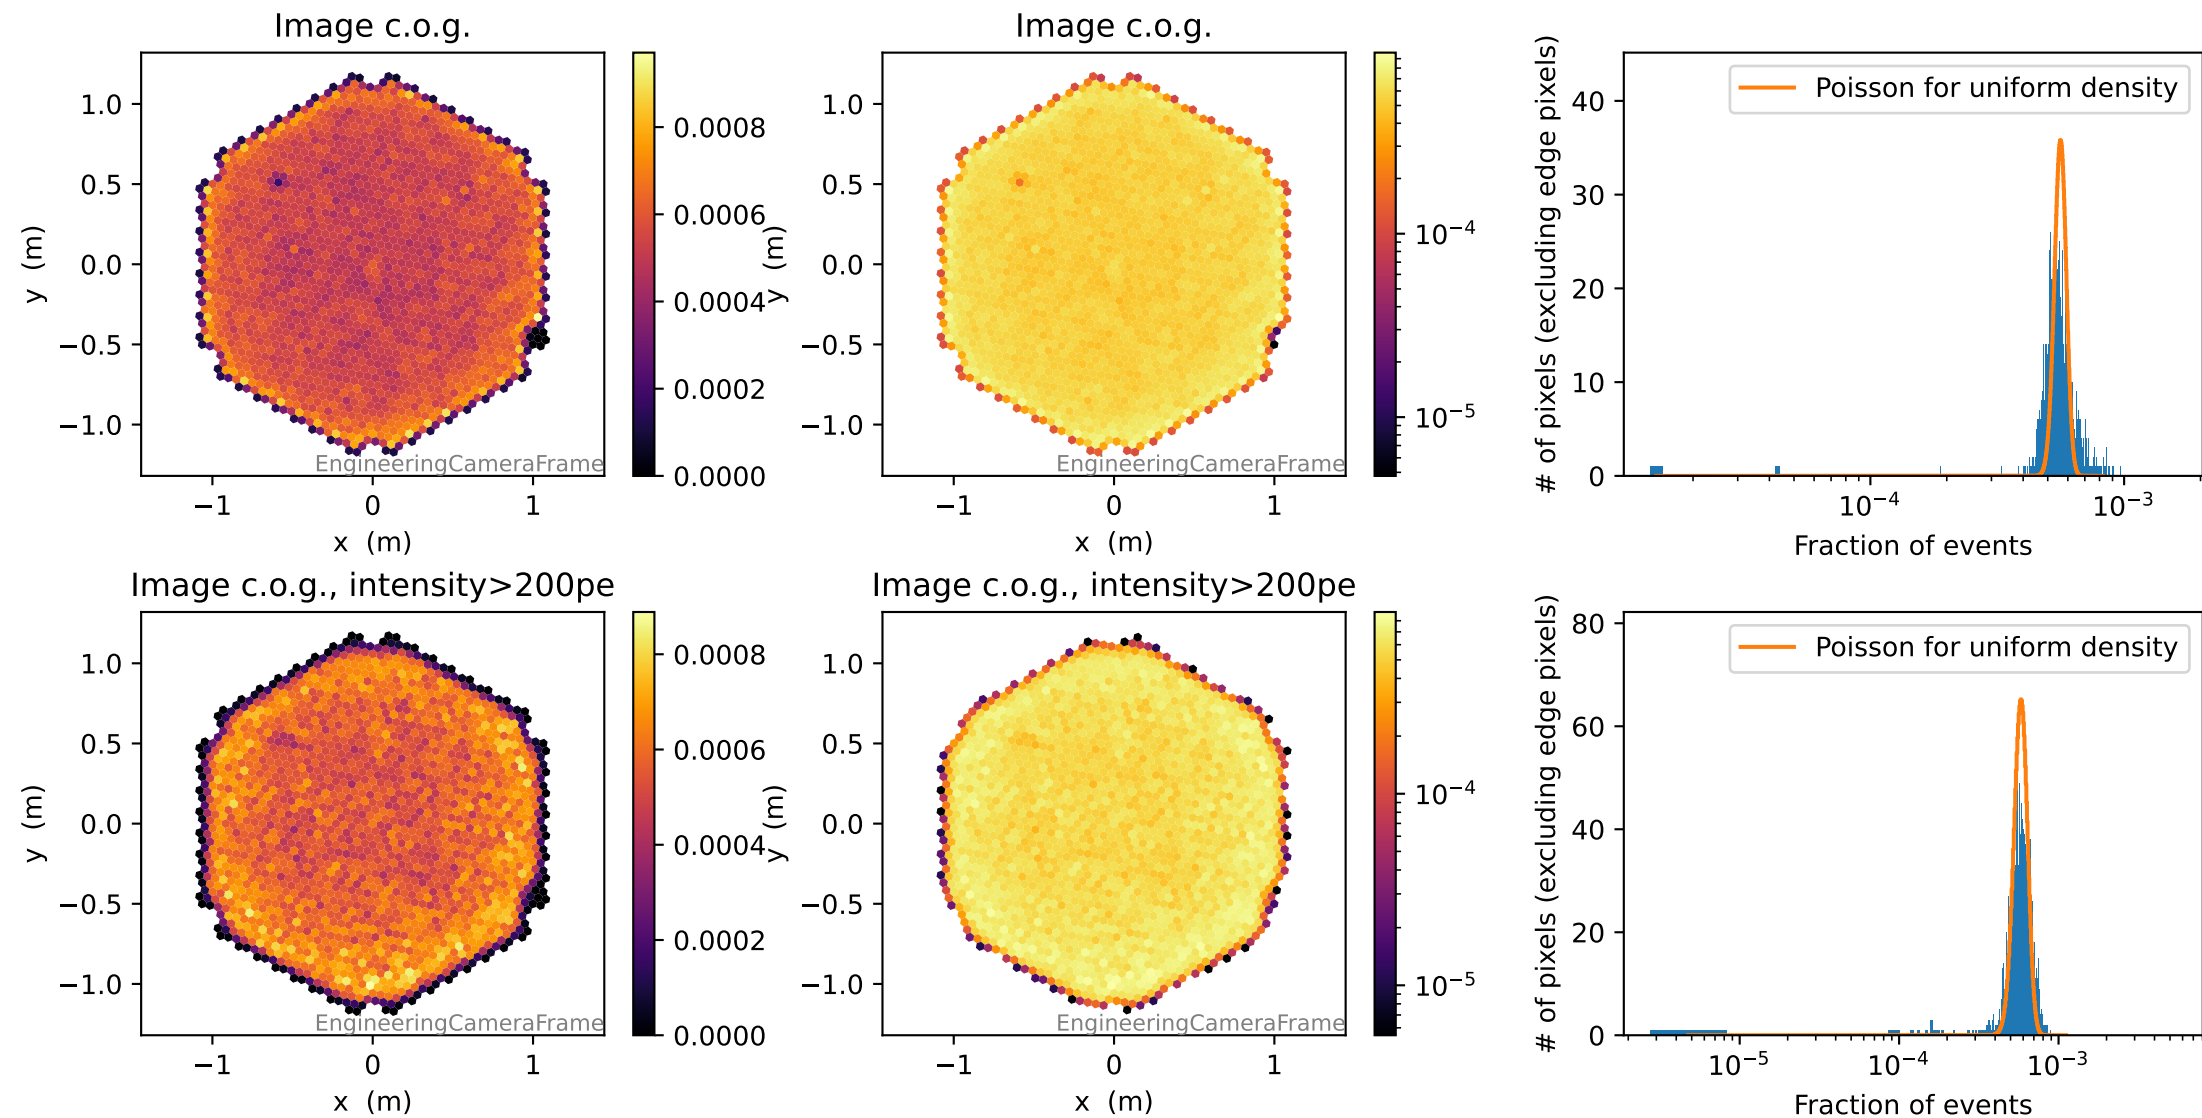 Image c.o.g.
1.0
0.5
0.0
−0.5
−1.0
y (m)
−1
0
1
x (m)
EngineeringCameraFrame
0.0008
0.0006
0.0004
0.0002
0.0000
Image c.o.g.
1.0
0.5
0.0
−0.5
−1.0
y (m)
−1
0
1
x (m)
EngineeringCameraFrame
10⁻⁴
10⁻⁵
# of pixels (excluding edge pixels)
40
30
20
10
0
Poisson for uniform density
10⁻⁴
10⁻³
Fraction of events
Image c.o.g., intensity>200pe
1.0
0.5
0.0
−0.5
−1.0
y (m)
−1
0
1
x (m)
EngineeringCameraFrame
0.0008
0.0006
0.0004
0.0002
0.0000
Image c.o.g., intensity>200pe
1.0
0.5
0.0
−0.5
−1.0
y (m)
−1
0
1
x (m)
EngineeringCameraFrame
10⁻⁴
10⁻⁵
# of pixels (excluding edge pixels)
80
60
40
20
0
Poisson for uniform density
10⁻⁵
10⁻⁴
10⁻³
Fraction of events